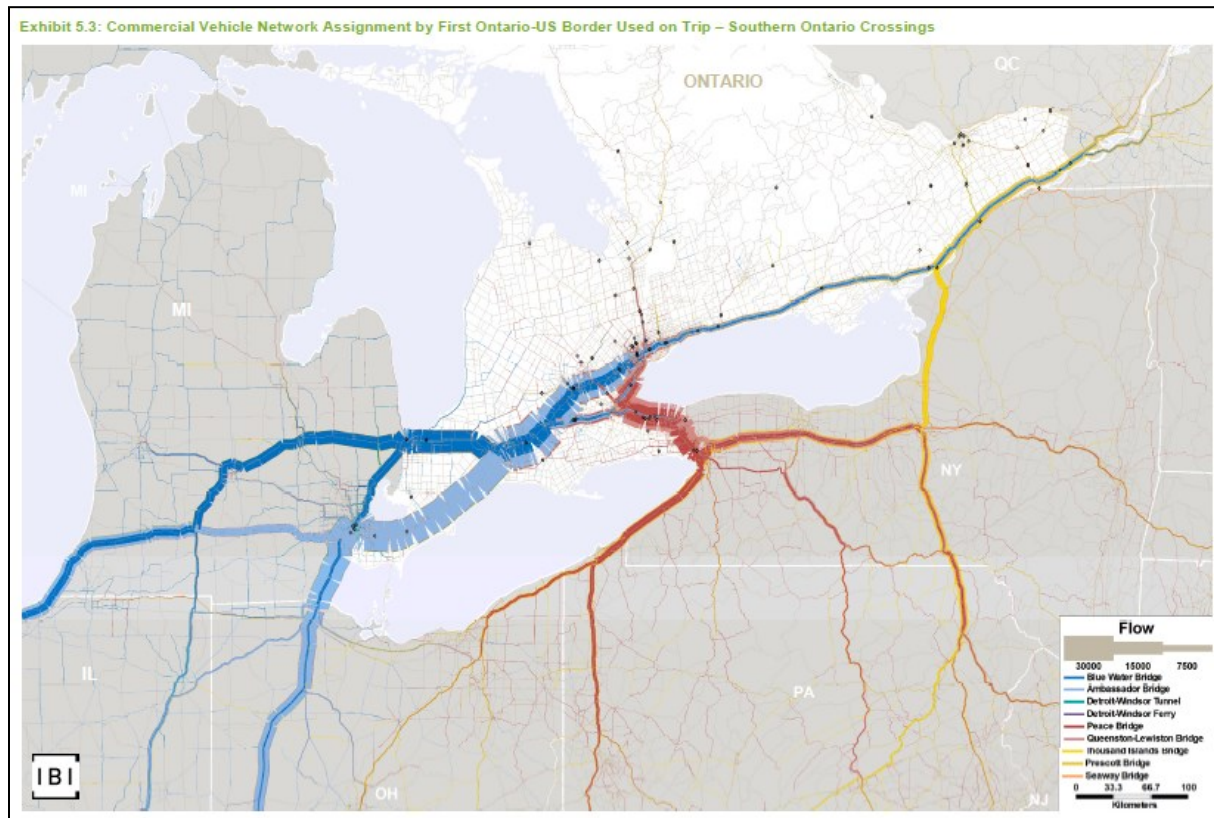 Exhibit 5.3: Commercial Vehicle Network Assignment by First Ontario-US Border Used on Trip – Southern Ontario Crossings
QC
ONTARIO
MI
MI
NY
IL
PA
OH
NJ
IBI
Flow
30000 15000 7500
Blue Water Bridge
Ambassador Bridge
Detroit-Windsor Tunnel
Detroit-Windsor Ferry
Peace Bridge
Queenston-Lewiston Bridge
Thousand Islands Bridge
Prescott Bridge
Seaway Bridge
0 33.3 66.7 100
Kilometers